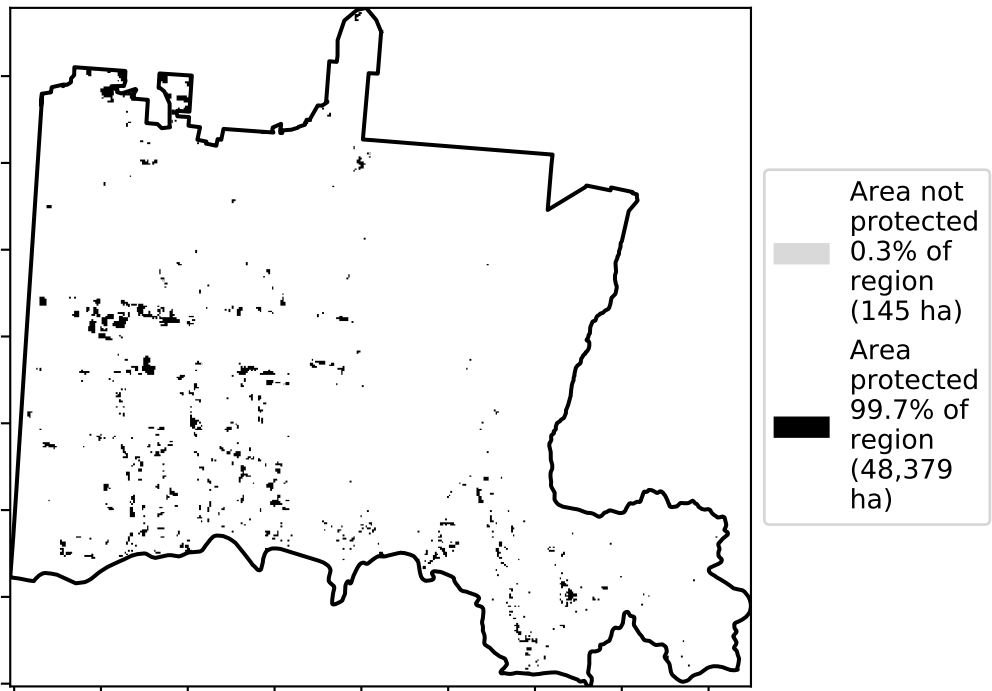 Area not
protected
0.3% of
region
(145 ha)
Area
protected
99.7% of
region
(48,379
ha)